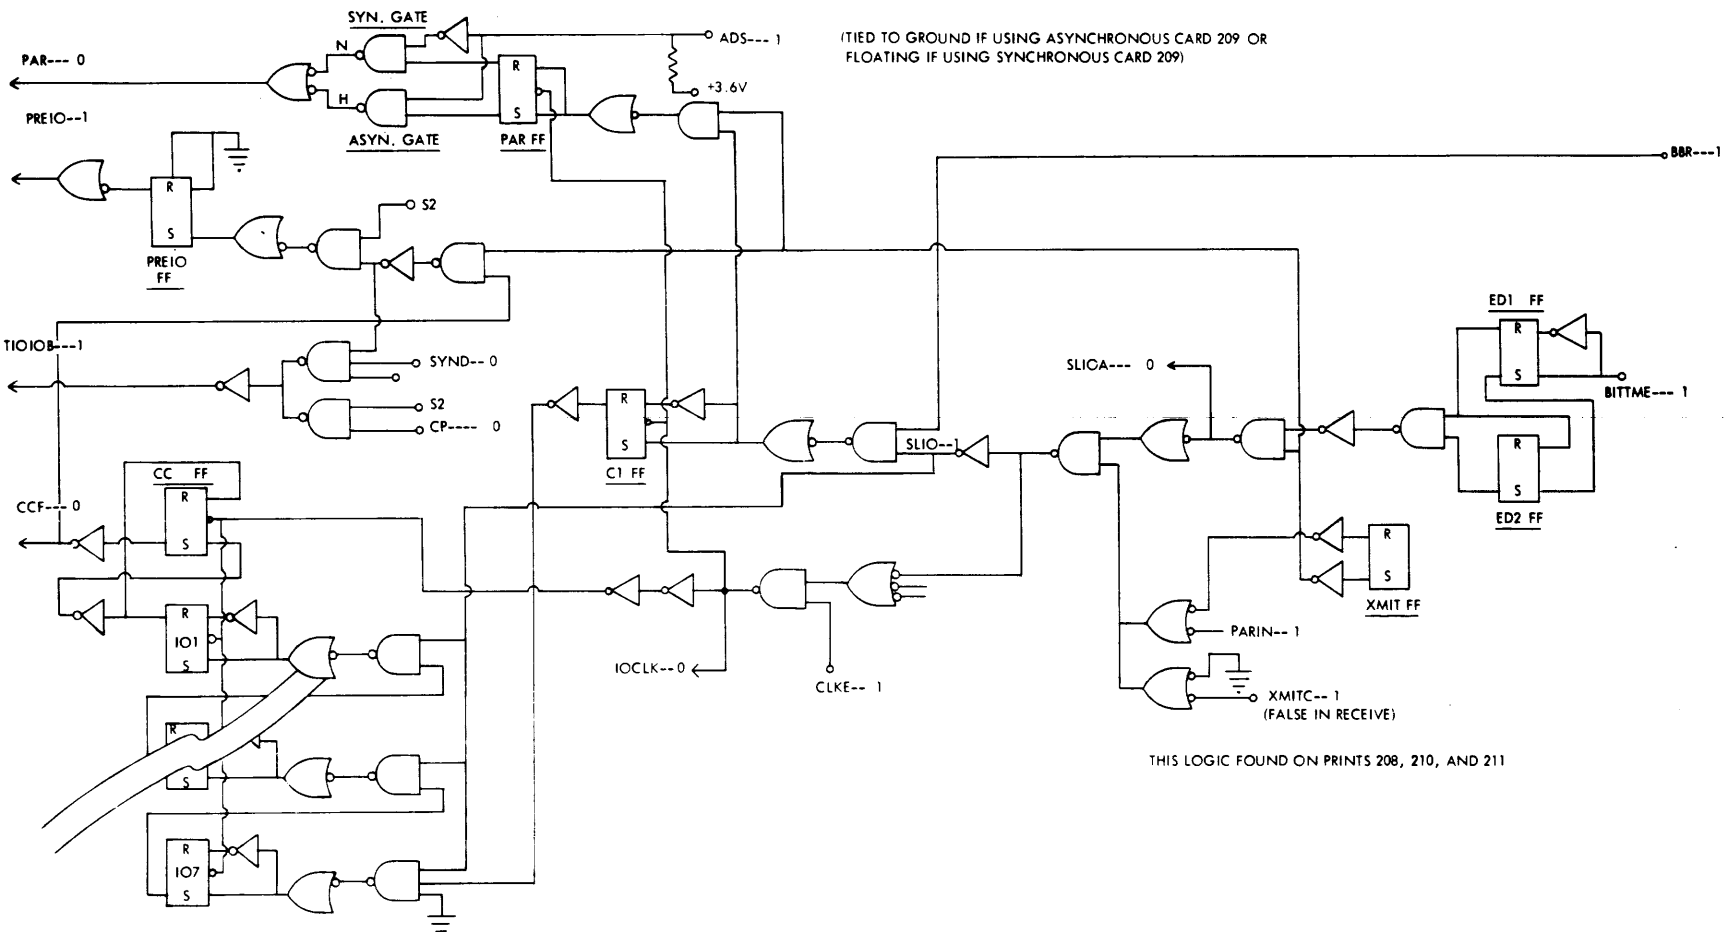 SYN. GATE
N
ADS--- 1
(TIED TO GROUND IF USING ASYNCHRONOUS CARD 209 OR
FLOATING IF USING SYNCHRONOUS CARD 209)
PAR--- 0
R
+3.6V
H
S
PREIO--1
ASYN. GATE
PAR FF
BBR---1
R
S2
S
PREIO
FF
ED1 FF
R
TIOIOB---1
SYND-- 0
SLIOA--- 0
S
BITTME--- 1
S2
R
CP---- 0
R
S
SLIO--1
C1 FF
S
ED2 FF
CC FF
R
CCF--- 0
S
R
S
XMIT FF
R
IO1
S
PARIN-- 1
IOCLK--0
CLKE-- 1
XMITC-- 1
(FALSE IN RECEIVE)
R
S
THIS LOGIC FOUND ON PRINTS 208, 210, AND 211
R
IO7
S